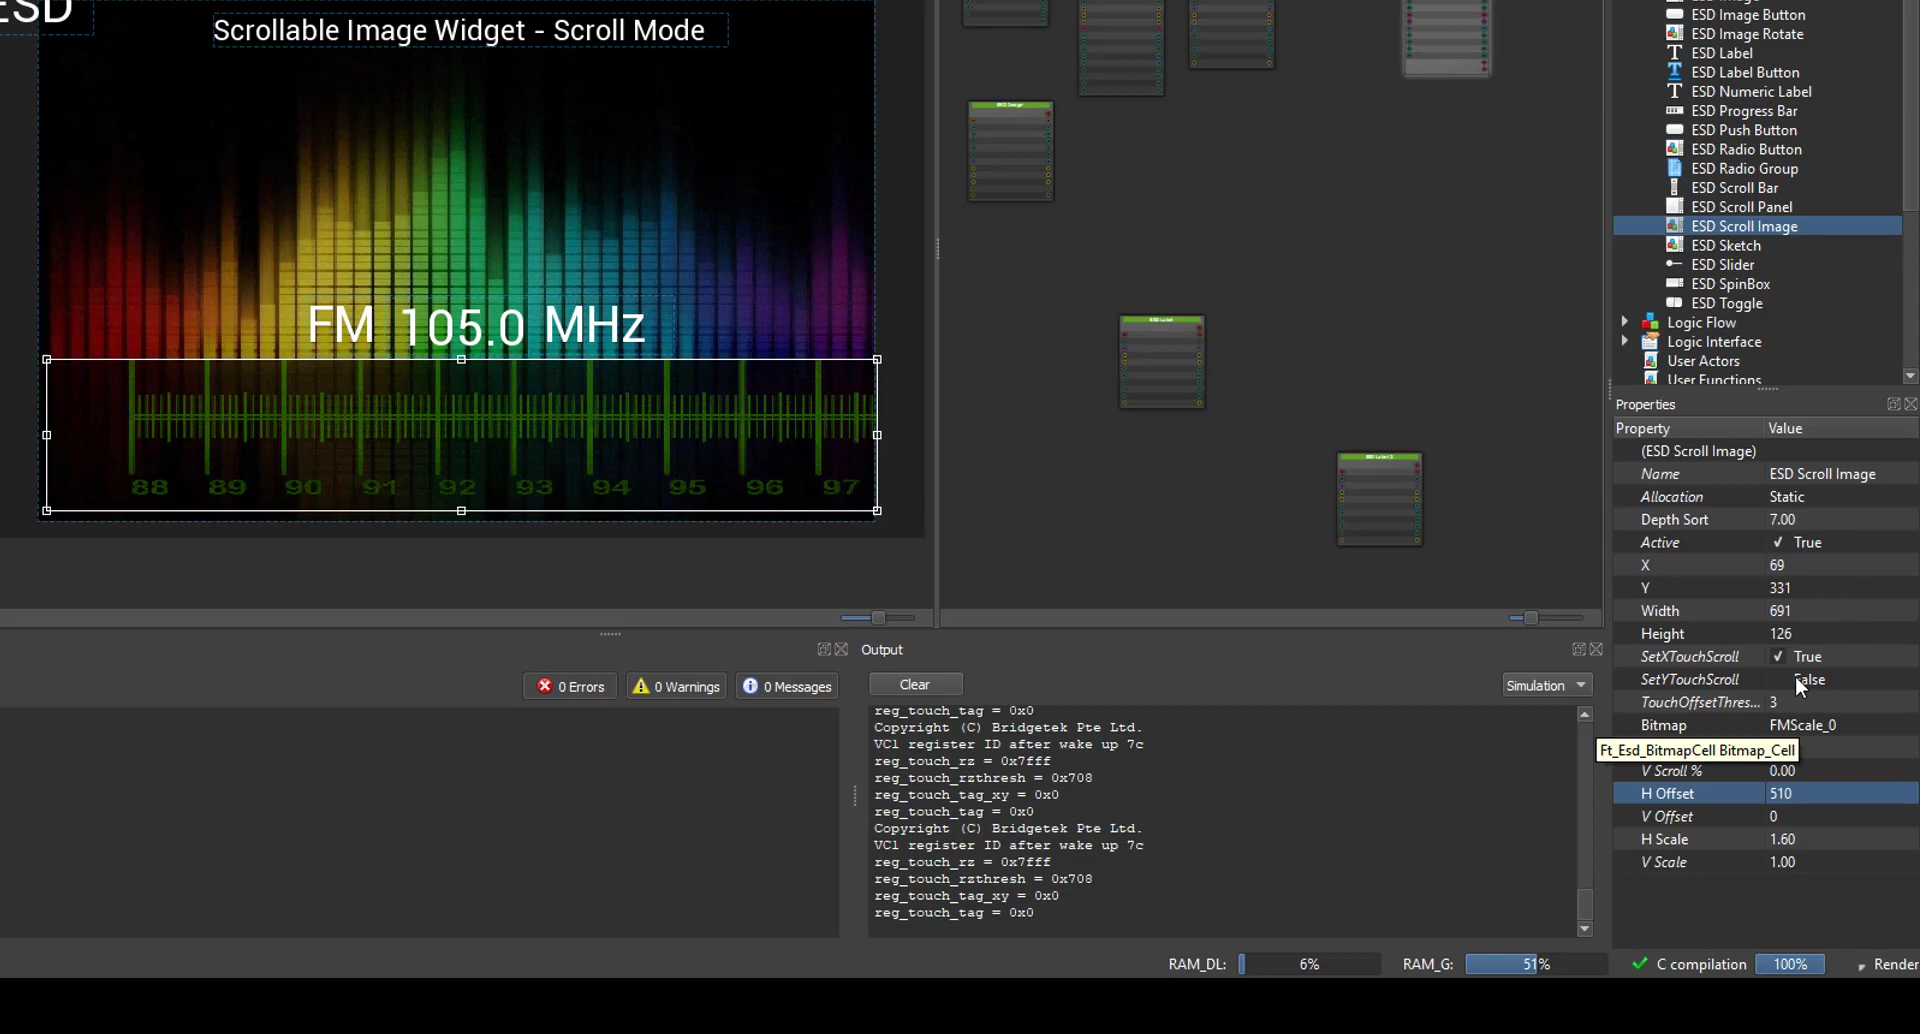 ESD
Scrollable Image Widget - Scroll Mode
FM 105.0 MHz
88 89 90 91 92 93 94 95 96 97
ESD Image
ESD Label
ESD Label 2
ESD Image Button
ESD Image Rotate
ESD Label
ESD Label Button
ESD Numeric Label
ESD Progress Bar
ESD Push Button
ESD Radio Button
ESD Radio Group
ESD Scroll Bar
ESD Scroll Panel
ESD Scroll Image
ESD Sketch
ESD Slider
ESD SpinBox
ESD Toggle
Logic Flow
Logic Interface
User Actors
User Functions
Properties
Property Value
(ESD Scroll Image)
Name ESD Scroll Image
Allocation Static
Depth Sort 7.00
Active True
X 69
Y 331
Width 691
Height 126
SetXTouchScroll True
SetYTouchScroll False
TouchOffsetThres... 3
Bitmap FMScale_0
Ft_Esd_BitmapCell Bitmap_Cell
V Scroll % 0.00
H Offset 510
V Offset 0
H Scale 1.60
V Scale 1.00
0 Errors 0 Warnings 0 Messages
Output
Clear Simulation
reg_touch_tag = 0x0
Copyright (C) Bridgetek Pte Ltd.
VC1 register ID after wake up 7c
reg_touch_rz = 0x7fff
reg_touch_rzthresh = 0x708
reg_touch_tag_xy = 0x0
reg_touch_tag = 0x0
Copyright (C) Bridgetek Pte Ltd.
VC1 register ID after wake up 7c
reg_touch_rz = 0x7fff
reg_touch_rzthresh = 0x708
reg_touch_tag_xy = 0x0
reg_touch_tag = 0x0
RAM_DL: 6% RAM_G: 51% C compilation 100% Render